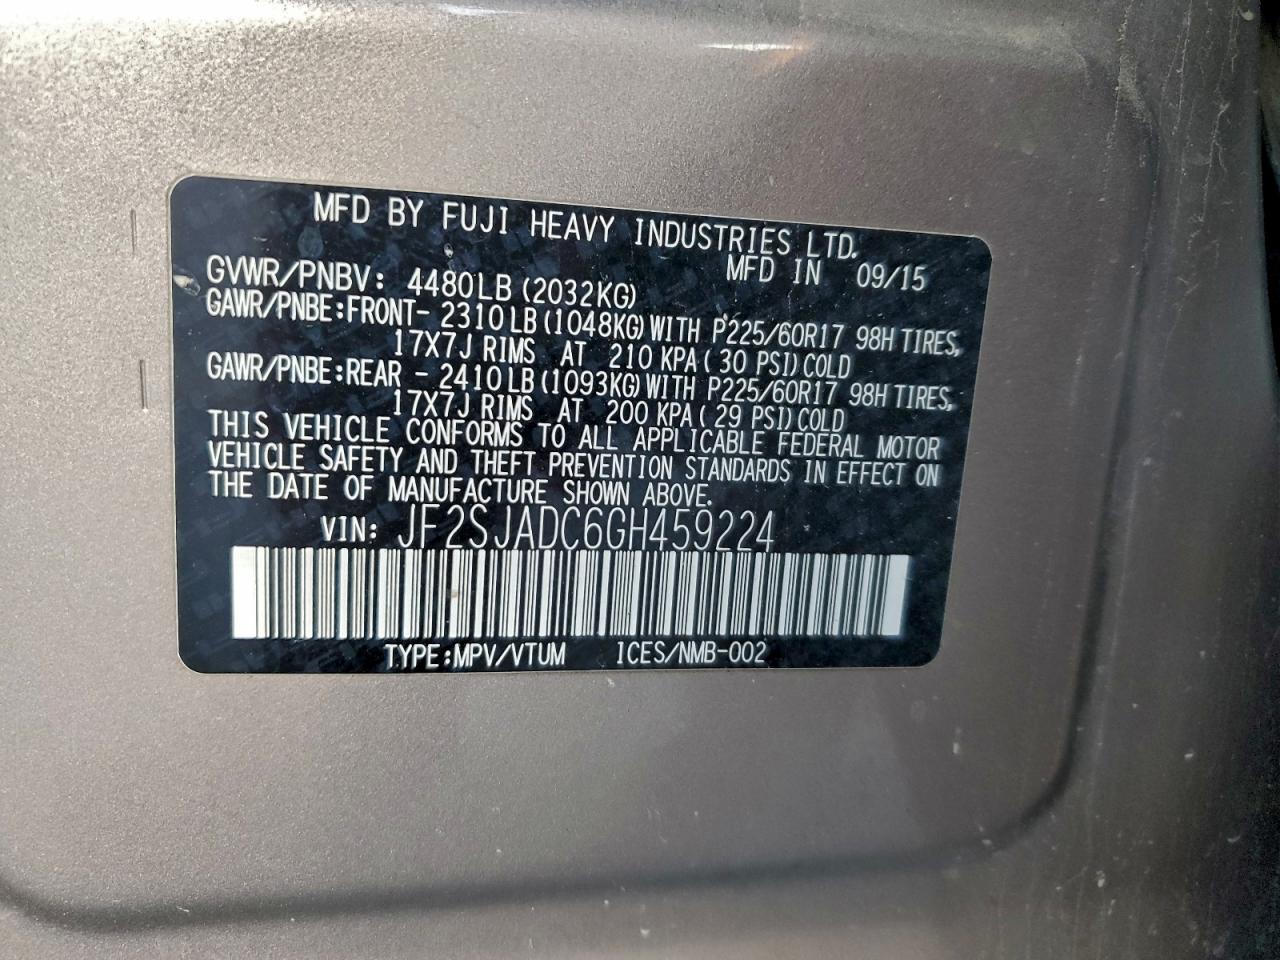 MFD BY FUJI HEAVY INDUSTRIES LTD.
MFD IN 09/15
GVWR/PNBV: 4480LB (2032KG)
GAWR/PNBE:FRONT- 2310LB (1048KG) WITH P225/60R17 98H TIRES,
17X7J RIMS AT 210 KPA ( 30 PSI) COLD
GAWR/PNBE:REAR - 2410LB (1093KG) WITH P225/60R17 98H TIRES,
17X7J RIMS AT 200 KPA ( 29 PSI) COLD
THIS VEHICLE CONFORMS TO ALL APPLICABLE FEDERAL MOTOR
VEHICLE SAFETY AND THEFT PREVENTION STANDARDS IN EFFECT ON
THE DATE OF MANUFACTURE SHOWN ABOVE.
VIN: JF2SJADC6GH459224
TYPE:MPV/VTUM ICES/NMB-002